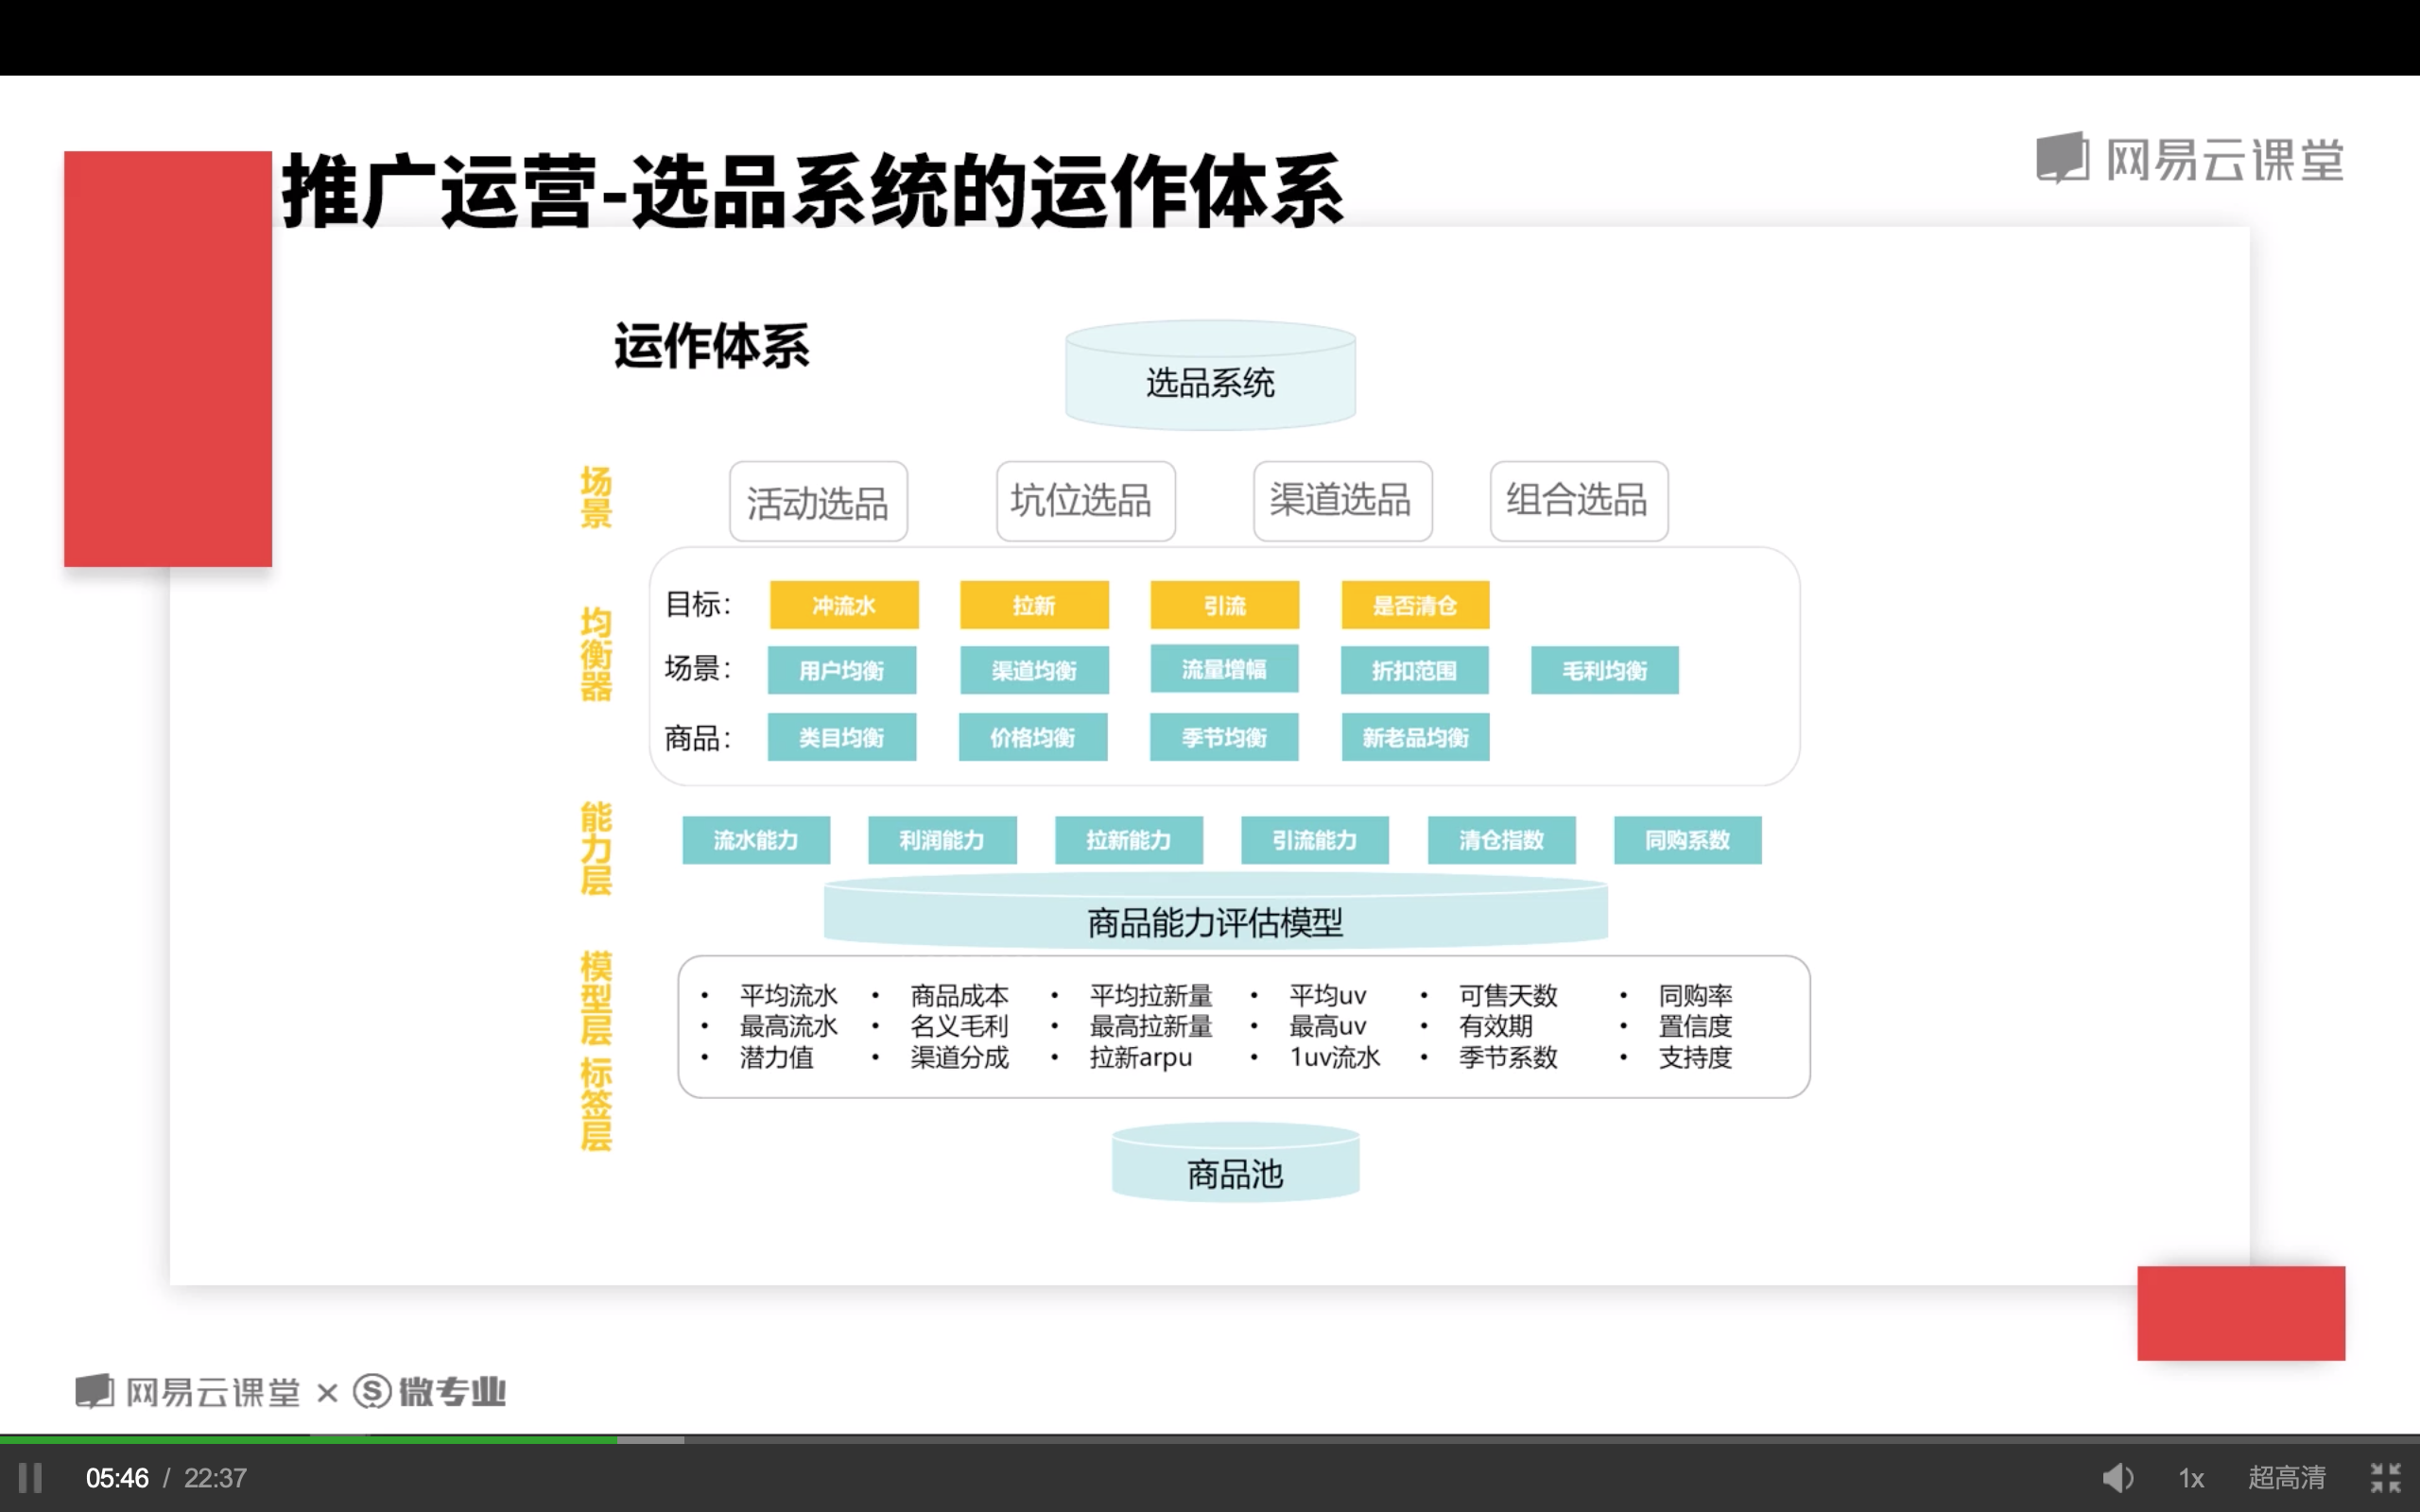 推广运营-选品系统的运作体系
网易云课堂
运作体系
选品系统
场景
活动选品 坑位选品 渠道选品 组合选品
均衡器
目标： 冲流水 拉新 引流 是否清仓
场景： 用户均衡 渠道均衡 流量增幅 折扣范围 毛利均衡
商品： 类目均衡 价格均衡 季节均衡 新老品均衡
能力层
流水能力 利润能力 拉新能力 引流能力 清仓指数 同购系数
商品能力评估模型
模型层
• 平均流水 • 商品成本 • 平均拉新量 • 平均uv • 可售天数 • 同购率
• 最高流水 • 名义毛利 • 最高拉新量 • 最高uv • 有效期 • 置信度
• 潜力值 • 渠道分成 • 拉新arpu • 1uv流水 • 季节系数 • 支持度
标签层
商品池
网易云课堂 × S 微专业
05:46 / 22:37
1x 超高清